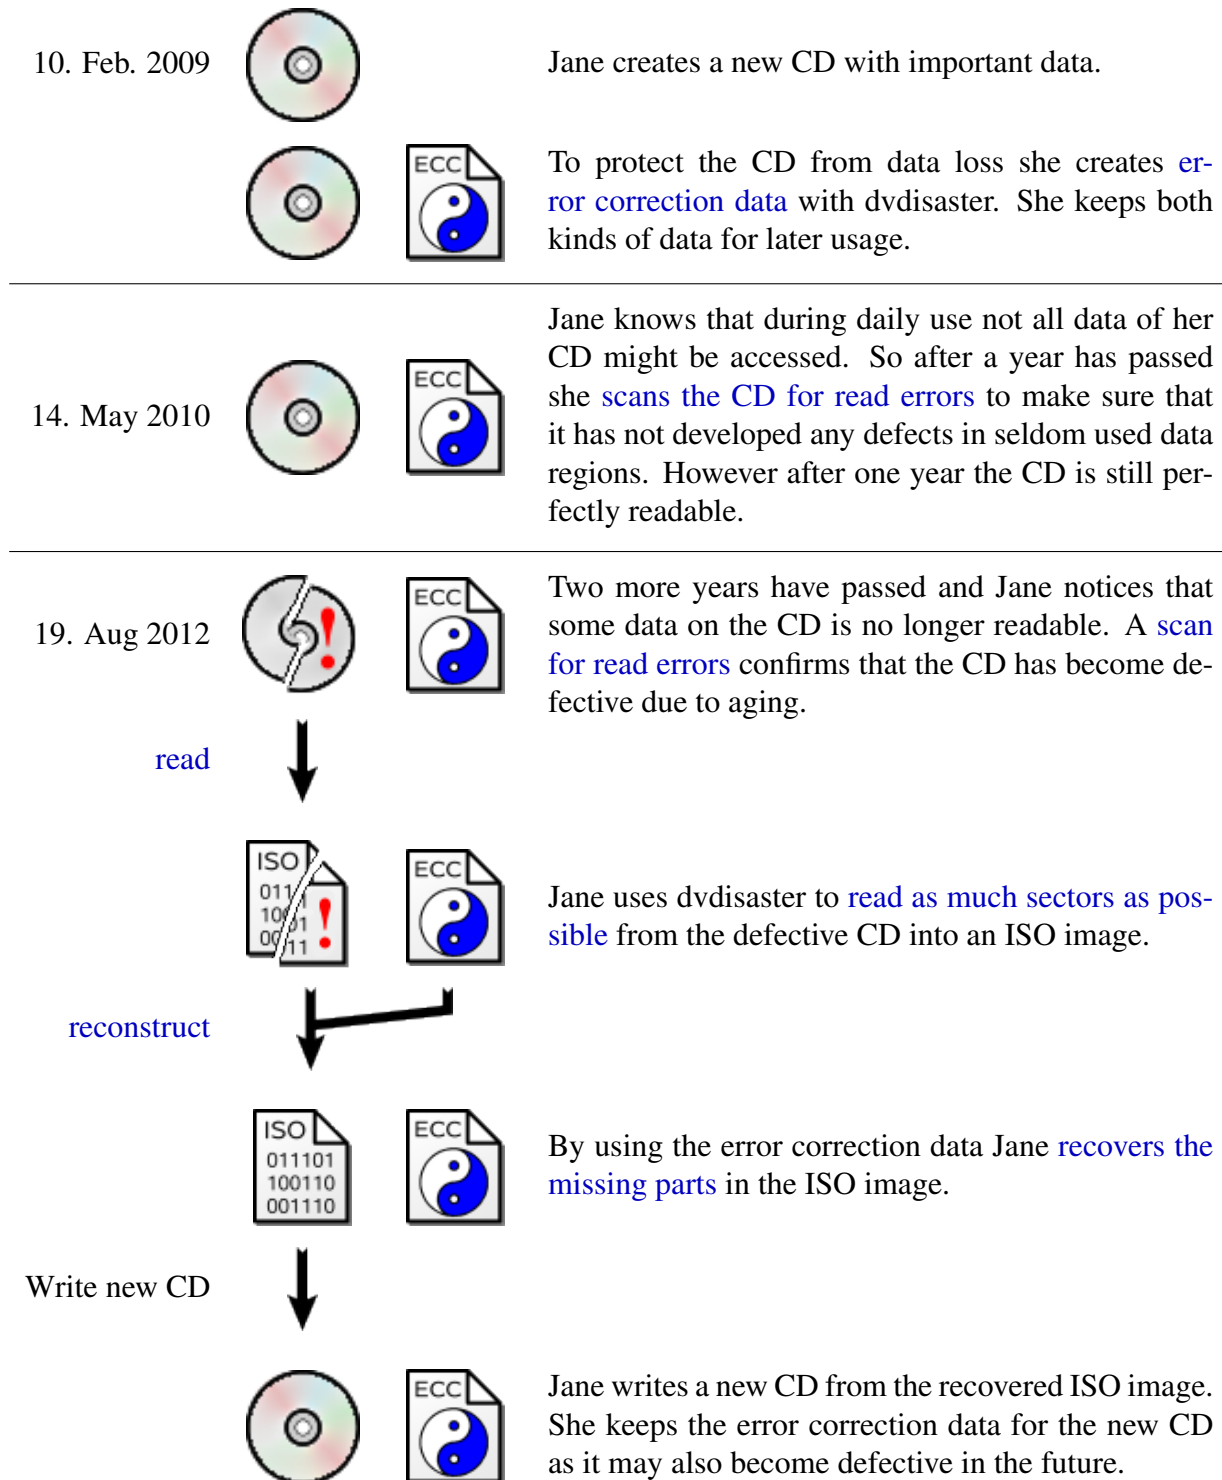 10. Feb. 2009
Jane creates a new CD with important data.
ECC
To protect the CD from data loss she creates er-
ror correction data with dvdisaster. She keeps both
kinds of data for later usage.
14. May 2010
ECC
Jane knows that during daily use not all data of her
CD might be accessed. So after a year has passed
she scans the CD for read errors to make sure that
it has not developed any defects in seldom used data
regions. However after one year the CD is still per-
fectly readable.
19. Aug 2012
!
ECC
Two more years have passed and Jane notices that
some data on the CD is no longer readable. A scan
for read errors confirms that the CD has become de-
fective due to aging.
read
ISO
!
ECC
Jane uses dvdisaster to read as much sectors as pos-
sible from the defective CD into an ISO image.
reconstruct
ISO
011101
100110
001110
ECC
By using the error correction data Jane recovers the
missing parts in the ISO image.
Write new CD
ECC
Jane writes a new CD from the recovered ISO image.
She keeps the error correction data for the new CD
as it may also become defective in the future.